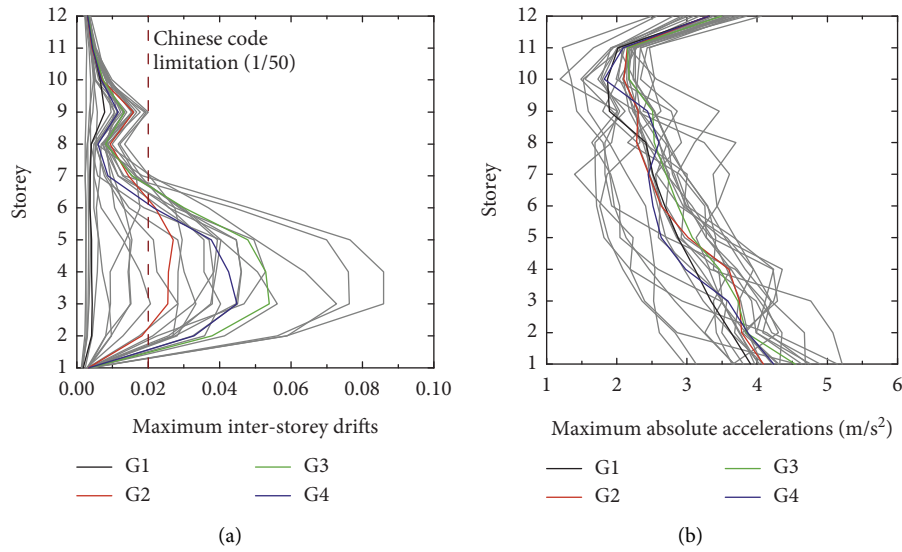 12
11
10
9
8
7
6
5
4
3
2
1
Storey
Chinese code
limitation (1/50)
0.00 0.02 0.04 0.06 0.08 0.10
Maximum inter-storey drifts
G1 G3
G2 G4
(a)
12
11
10
9
8
7
6
5
4
3
2
1
Storey
1 2 3 4 5 6
Maximum absolute accelerations (m/s²)
G1 G3
G2 G4
(b)